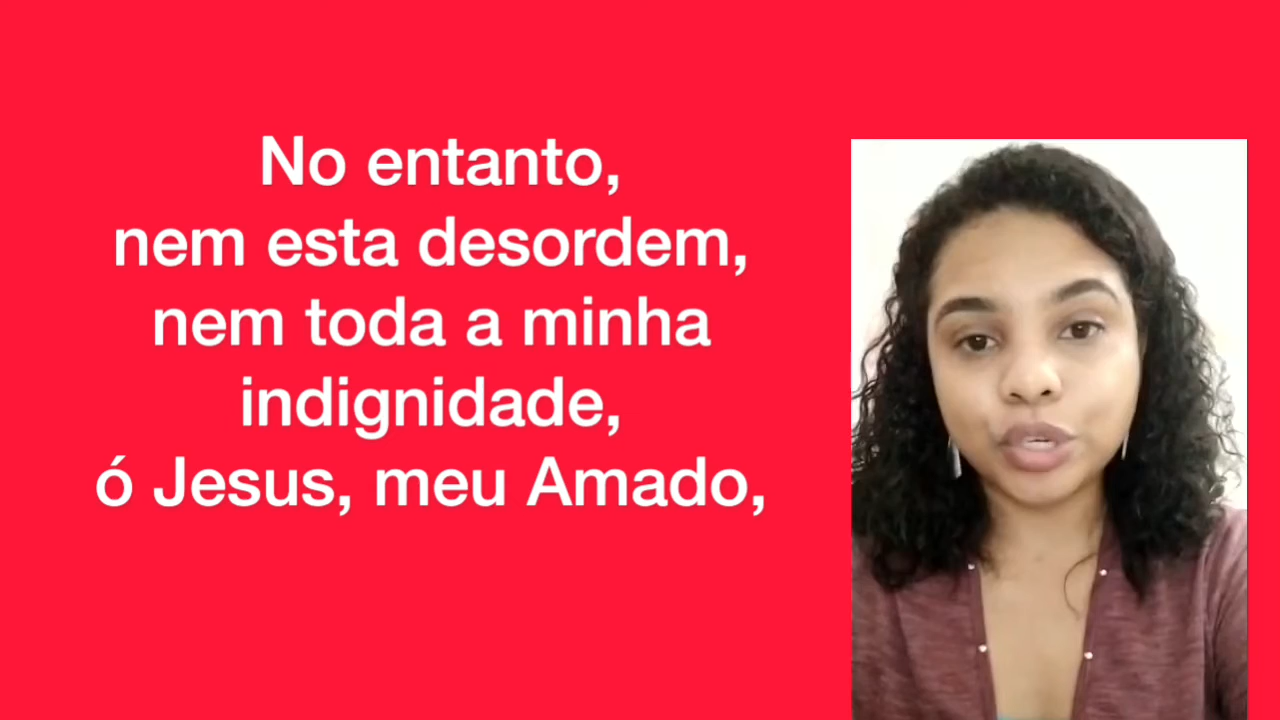 No entanto,
nem esta desordem,
nem toda a minha
indignidade,
ó Jesus, meu Amado,